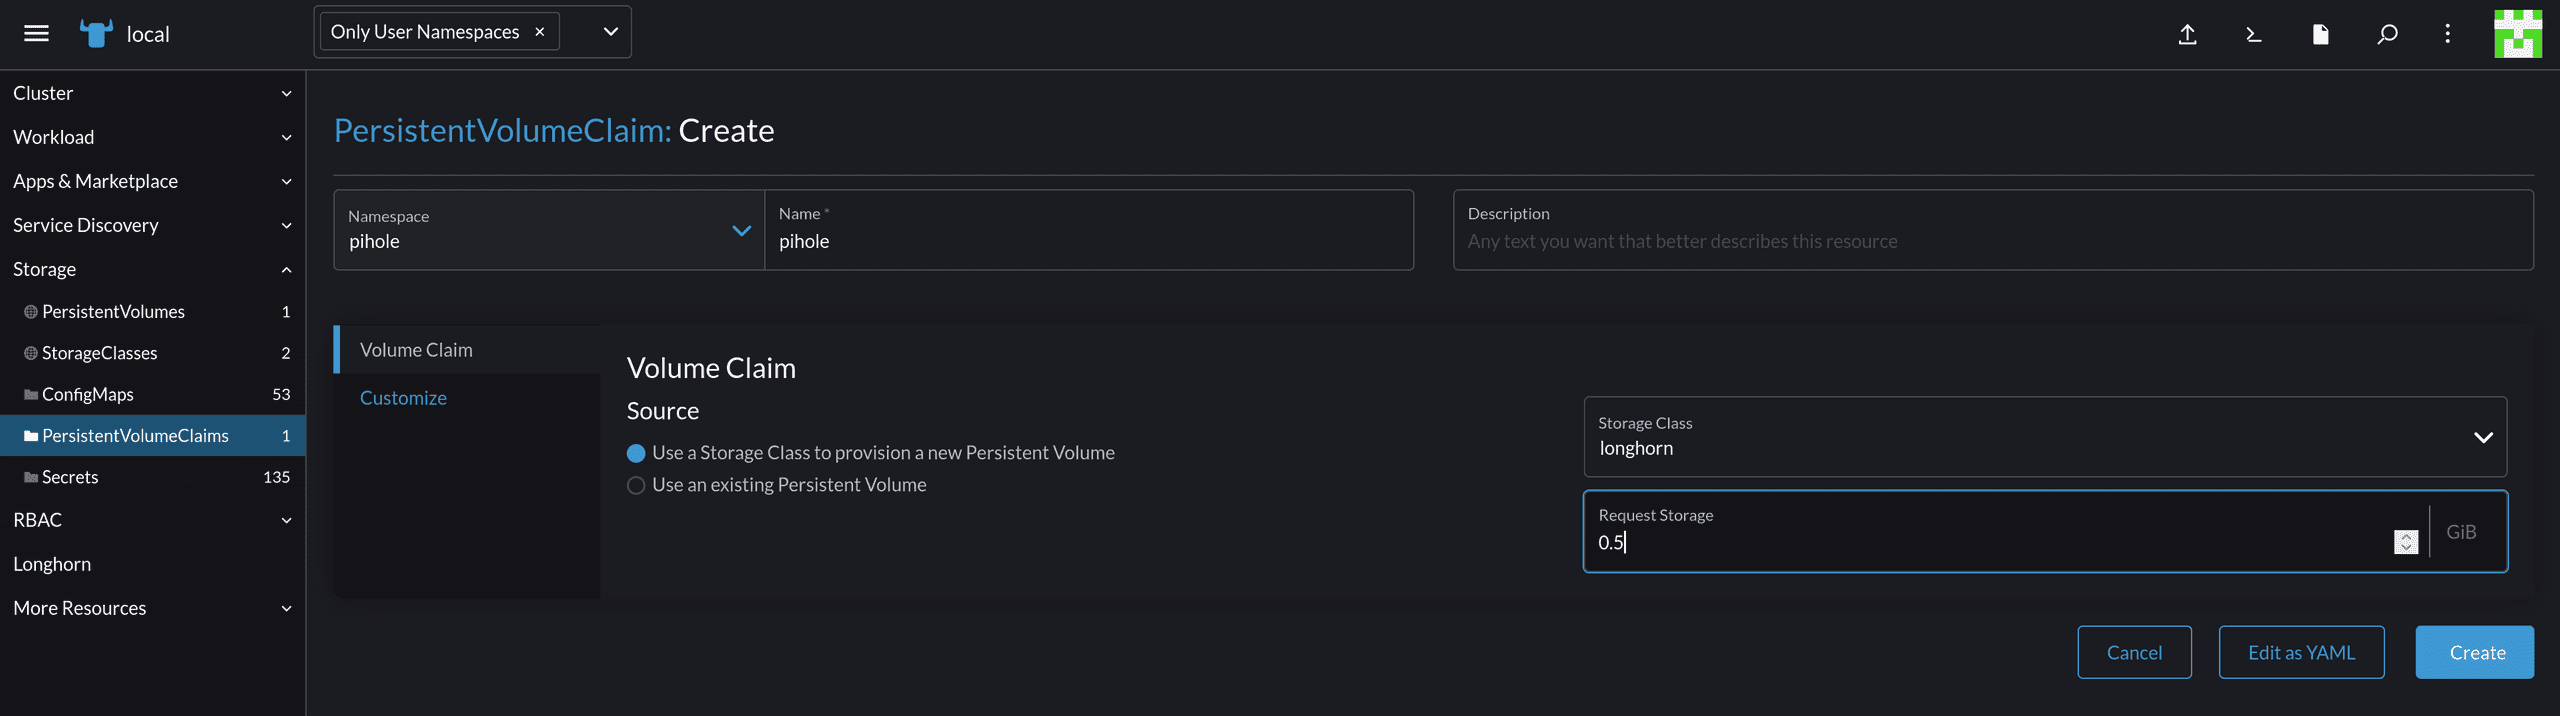 local
Only User Namespaces ×
Cluster
Workload
Apps & Marketplace
Service Discovery
Storage
PersistentVolumes 1
StorageClasses 2
ConfigMaps 53
PersistentVolumeClaims 1
Secrets 135
RBAC
Longhorn
More Resources
PersistentVolumeClaim: Create
Namespace
pihole
Name *
pihole
Description
Any text you want that better describes this resource
Volume Claim
Customize
Volume Claim
Source
Use a Storage Class to provision a new Persistent Volume
Use an existing Persistent Volume
Storage Class
longhorn
Request Storage
0.5
GiB
Cancel
Edit as YAML
Create